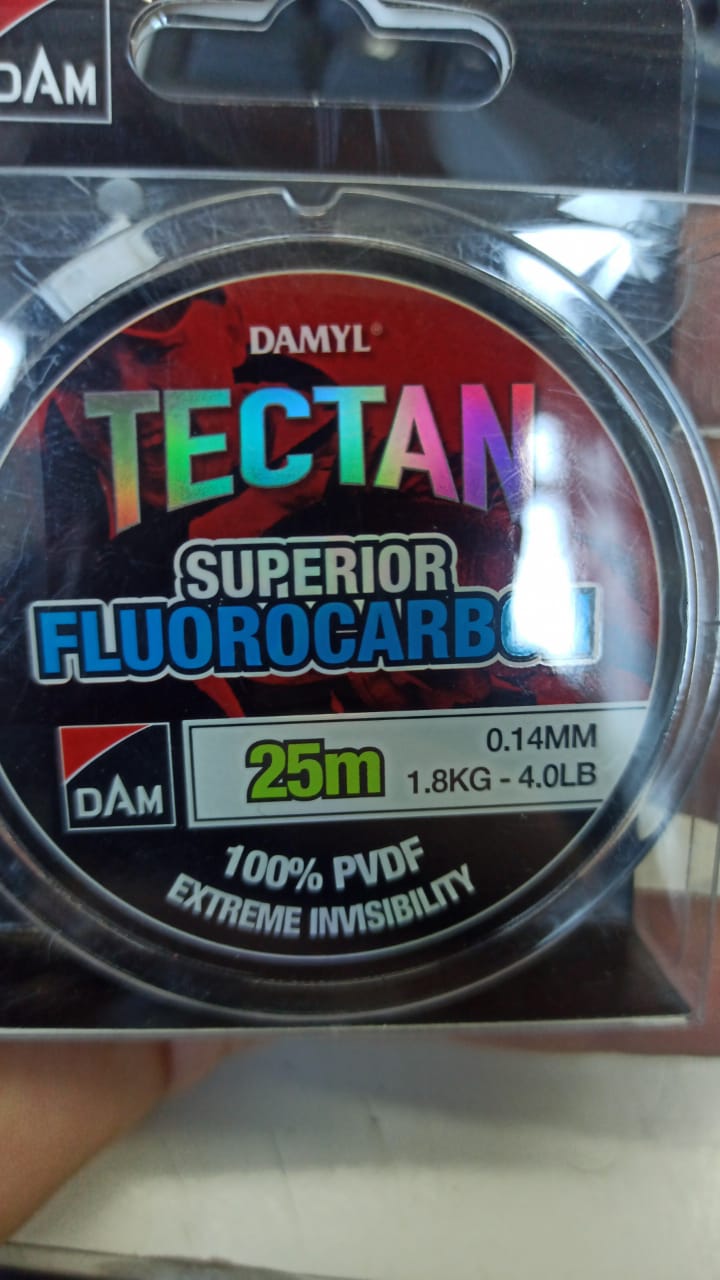 DAM
DAMYL®
TECTAN
SUPERIOR
FLUOROCARBON
DAM
25m
0.14MM
1.8KG - 4.0LB
100% PVDF
EXTREME INVISIBILITY